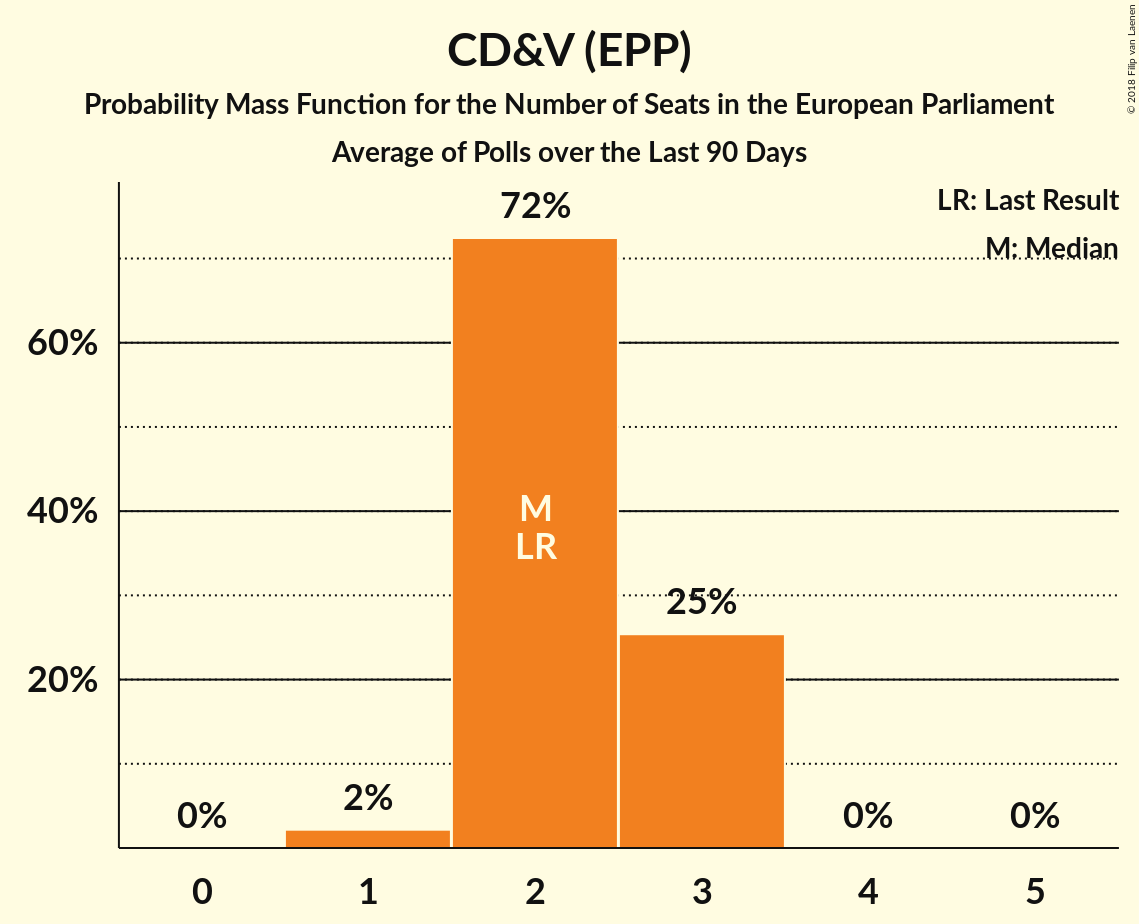 CD&V (EPP)
Probability Mass Function for the Number of Seats in the European Parliament
Average of Polls over the Last 90 Days
© 2018 Filip van Laenen
LR: Last Result
M: Median
72%
60%
40%
20%
M
LR
25%
0%
2%
0%
0%
0
1
2
3
4
5